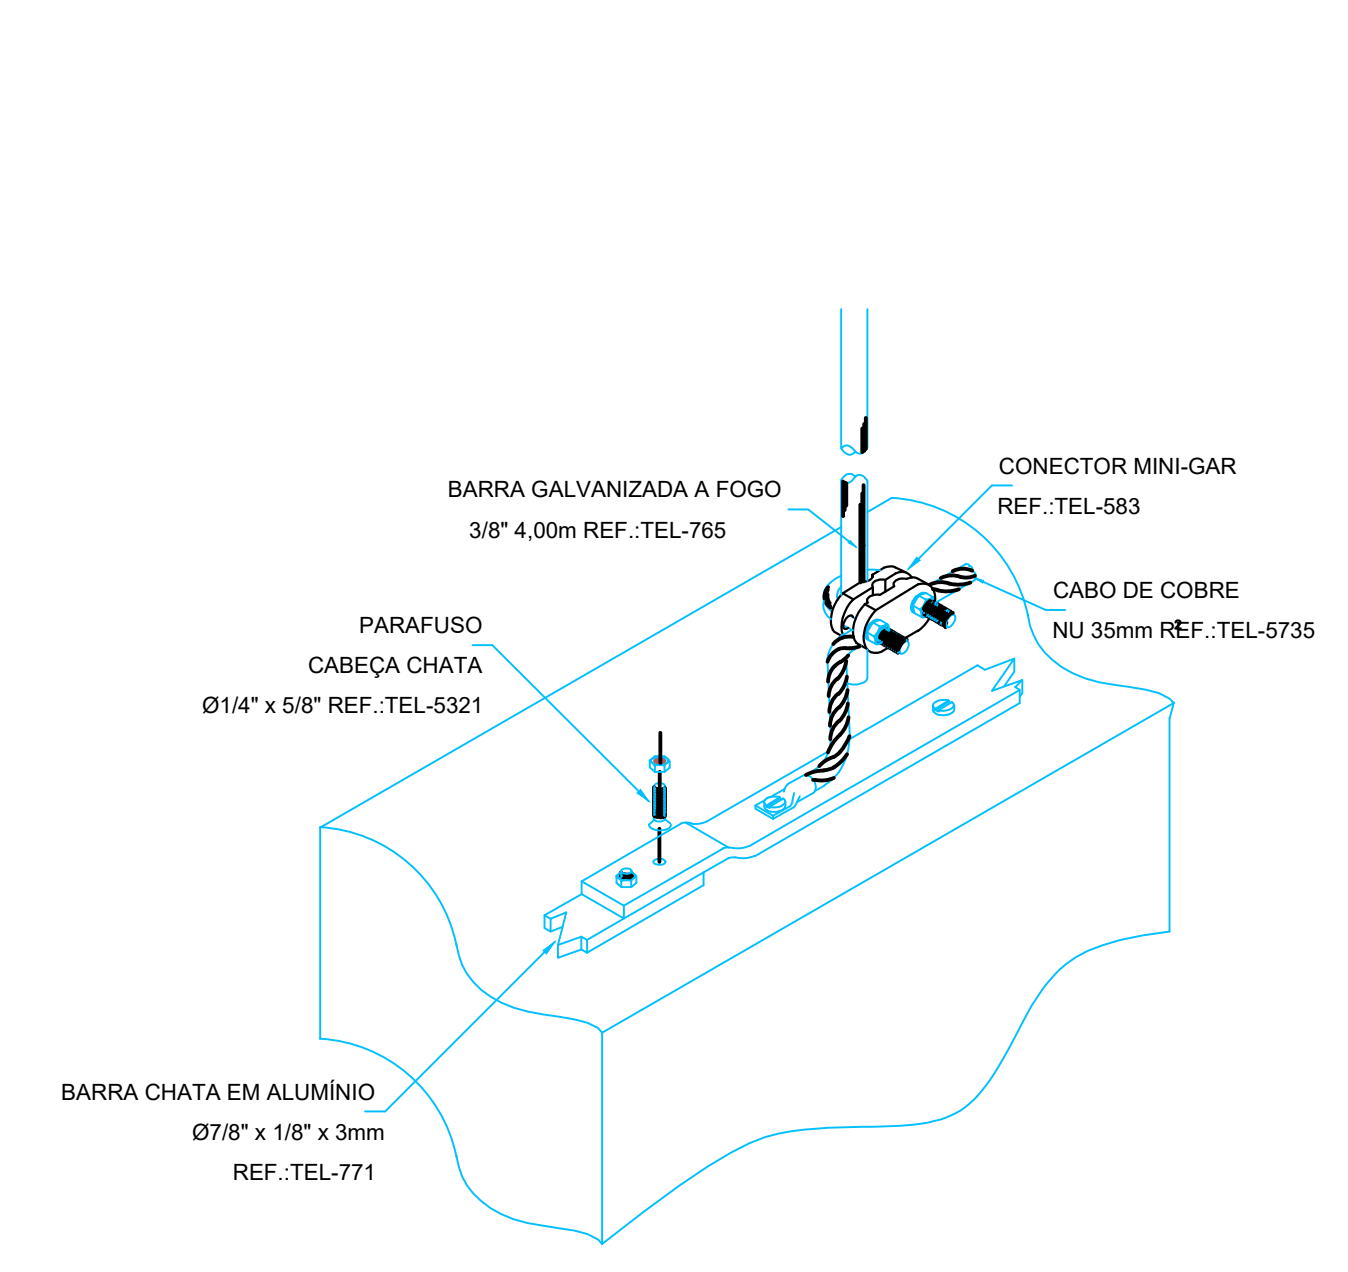 CONECTOR MINI-GAR
REF.:TEL-583
BARRA GALVANIZADA A FOGO
3/8" 4,00m REF.:TEL-765
CABO DE COBRE
NU 35mm² REF.:TEL-5735
PARAFUSO
CABEÇA CHATA
Ø1/4" x 5/8" REF.:TEL-5321
BARRA CHATA EM ALUMÍNIO
Ø7/8" x 1/8" x 3mm
REF.:TEL-771